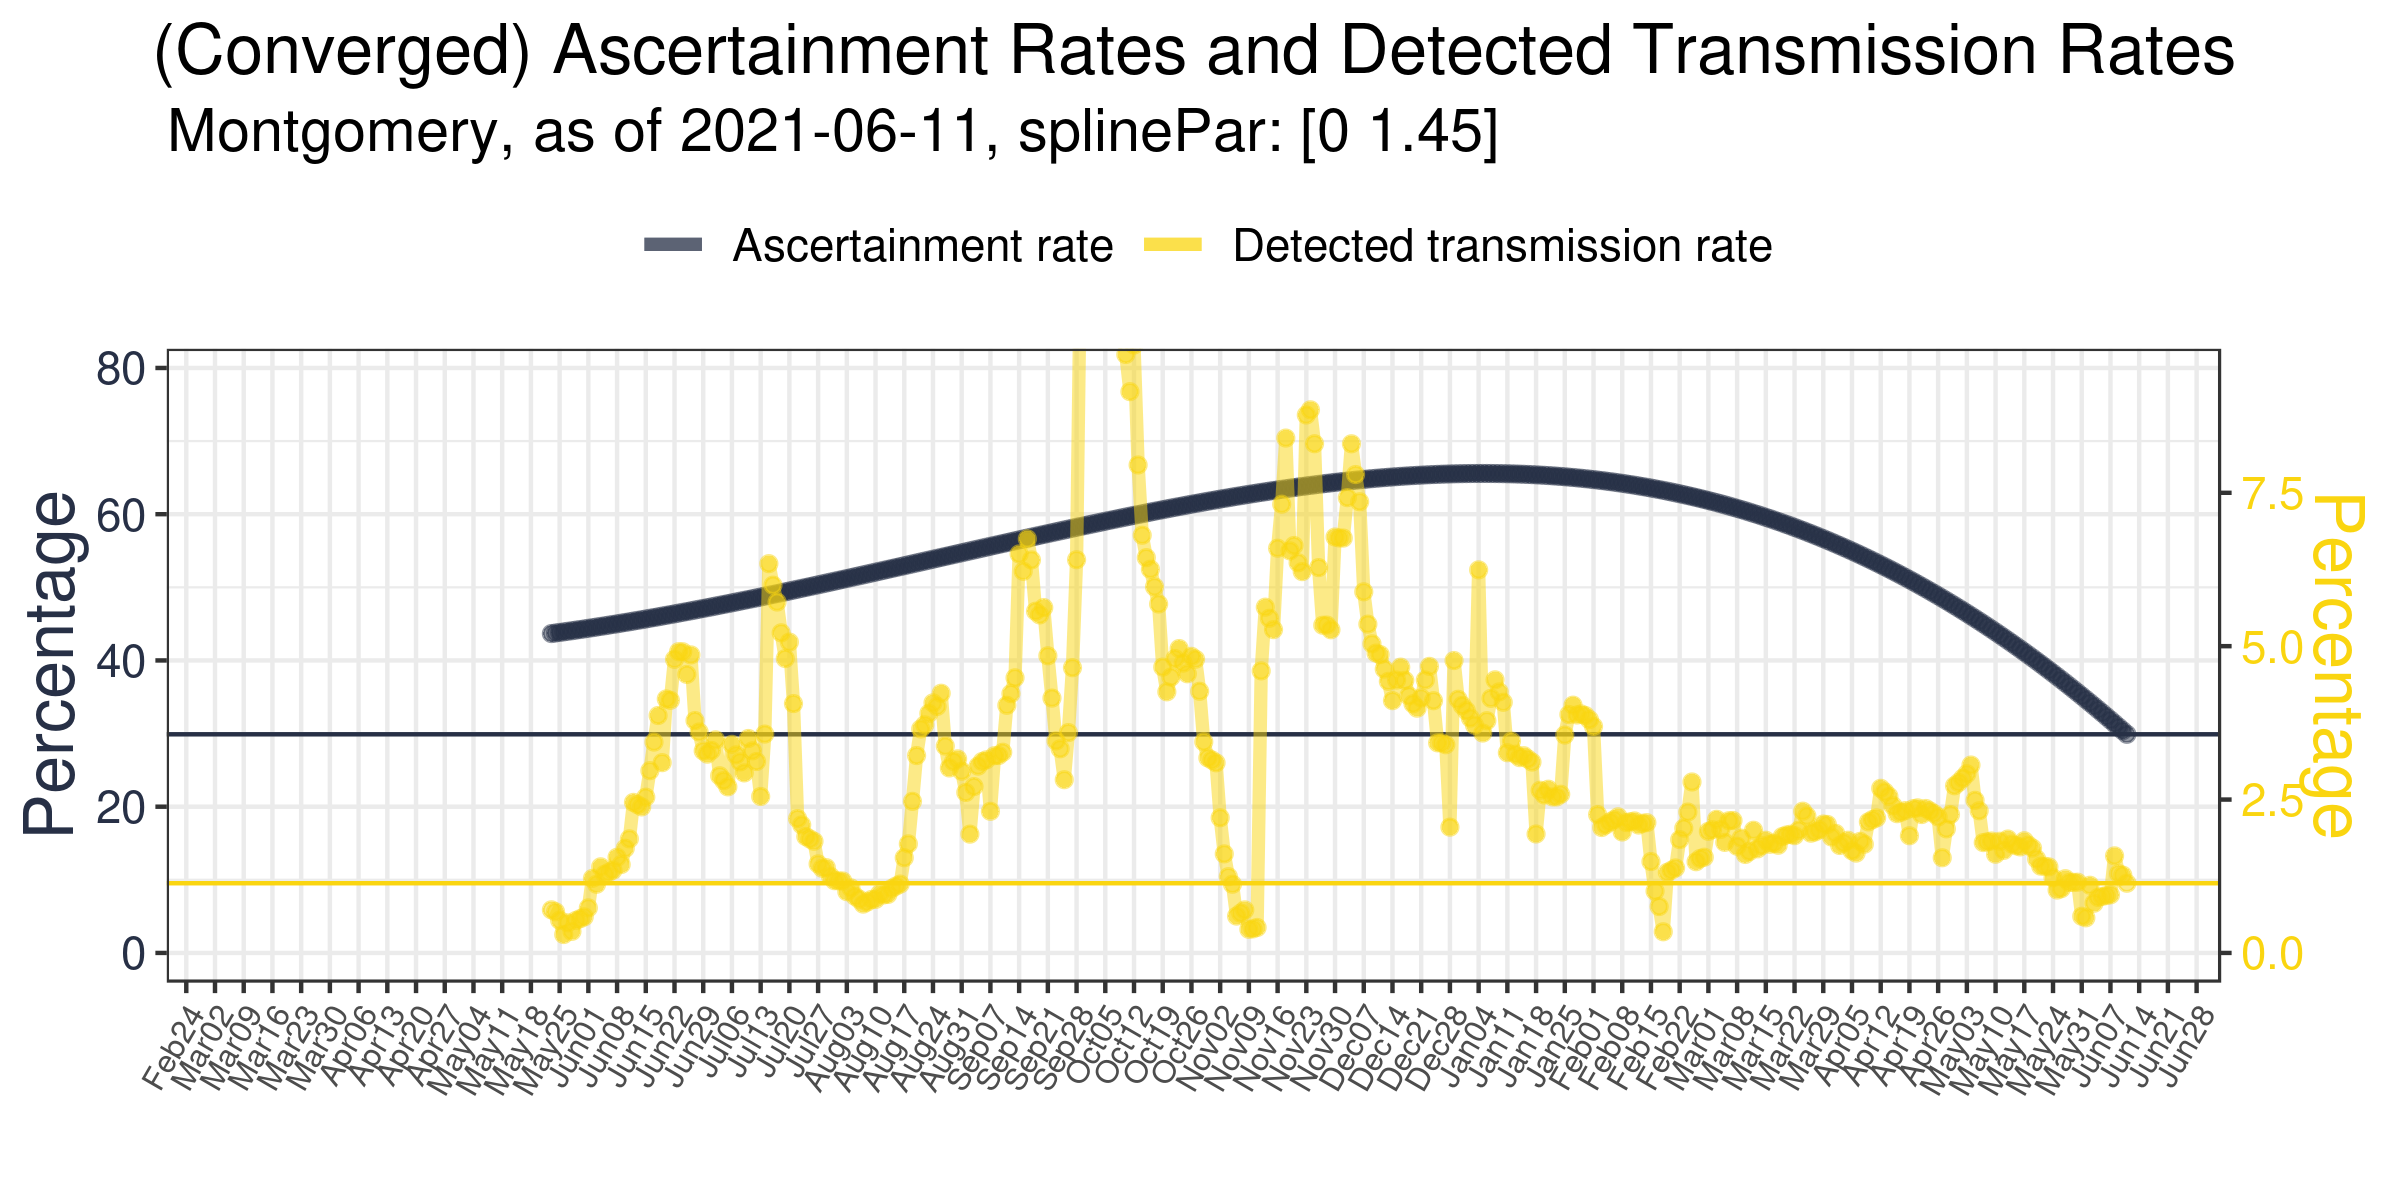 (Converged) Ascertainment Rates and Detected Transmission Rates
Montgomery, as of 2021-06-11, splinePar: [0 1.45]
Ascertainment rate
Detected transmission rate
Percentage
80
60
40
20
0
7.5
5.0
2.5
0.0
Percentage
Feb24
Mar02
Mar09
Mar16
Mar23
Mar30
Apr06
Apr13
Apr20
Apr27
May04
May11
May18
May25
Jun01
Jun08
Jun15
Jun22
Jun29
Jul06
Jul13
Jul20
Jul27
Aug03
Aug10
Aug17
Aug24
Aug31
Sep07
Sep14
Sep21
Sep28
Oct05
Oct12
Oct19
Oct26
Nov02
Nov09
Nov16
Nov23
Nov30
Dec07
Dec14
Dec21
Dec28
Jan04
Jan11
Jan18
Jan25
Feb01
Feb08
Feb15
Feb22
Mar01
Mar08
Mar15
Mar22
Mar29
Apr05
Apr12
Apr19
Apr26
May03
May10
May17
May24
May31
Jun07
Jun14
Jun21
Jun28